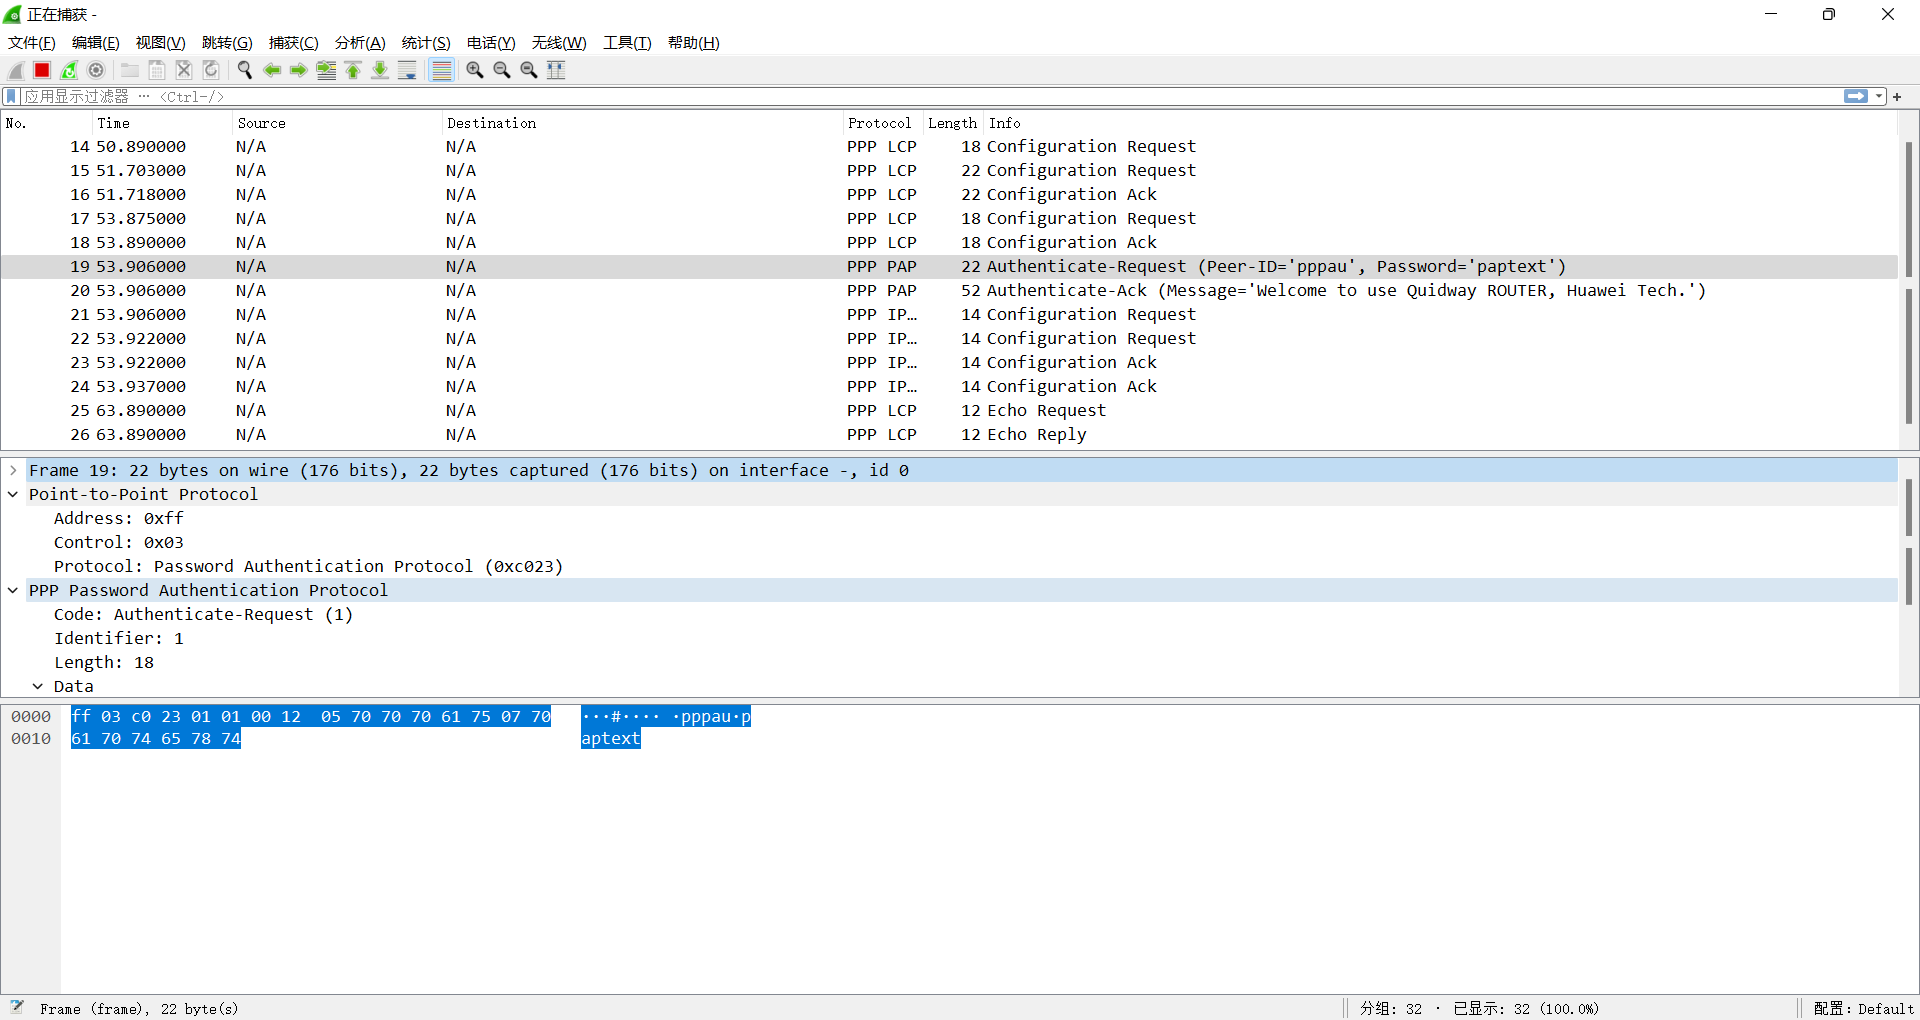 正在捕获 -
文件(F) 编辑(E) 视图(V) 跳转(G) 捕获(C) 分析(A) 统计(S) 电话(Y) 无线(W) 工具(T) 帮助(H)
应用显示过滤器 … <Ctrl-/>
No. Time Source Destination Protocol Length Info
14 50.890000 N/A N/A PPP LCP 18 Configuration Request
15 51.703000 N/A N/A PPP LCP 22 Configuration Request
16 51.718000 N/A N/A PPP LCP 22 Configuration Ack
17 53.875000 N/A N/A PPP LCP 18 Configuration Request
18 53.890000 N/A N/A PPP LCP 18 Configuration Ack
19 53.906000 N/A N/A PPP PAP 22 Authenticate-Request (Peer-ID='pppau', Password='paptext')
20 53.906000 N/A N/A PPP PAP 52 Authenticate-Ack (Message='Welcome to use Quidway ROUTER, Huawei Tech.')
21 53.906000 N/A N/A PPP IP… 14 Configuration Request
22 53.922000 N/A N/A PPP IP… 14 Configuration Request
23 53.922000 N/A N/A PPP IP… 14 Configuration Ack
24 53.937000 N/A N/A PPP IP… 14 Configuration Ack
25 63.890000 N/A N/A PPP LCP 12 Echo Request
26 63.890000 N/A N/A PPP LCP 12 Echo Reply
Frame 19: 22 bytes on wire (176 bits), 22 bytes captured (176 bits) on interface -, id 0
Point-to-Point Protocol
Address: 0xff
Control: 0x03
Protocol: Password Authentication Protocol (0xc023)
PPP Password Authentication Protocol
Code: Authenticate-Request (1)
Identifier: 1
Length: 18
Data
0000 ff 03 c0 23 01 01 00 12 05 70 70 70 61 75 07 70 ···#···· ·pppau·p
0010 61 70 74 65 78 74 aptext
Frame (frame), 22 byte(s) 分组: 32 · 已显示: 32 (100.0%) 配置: Default